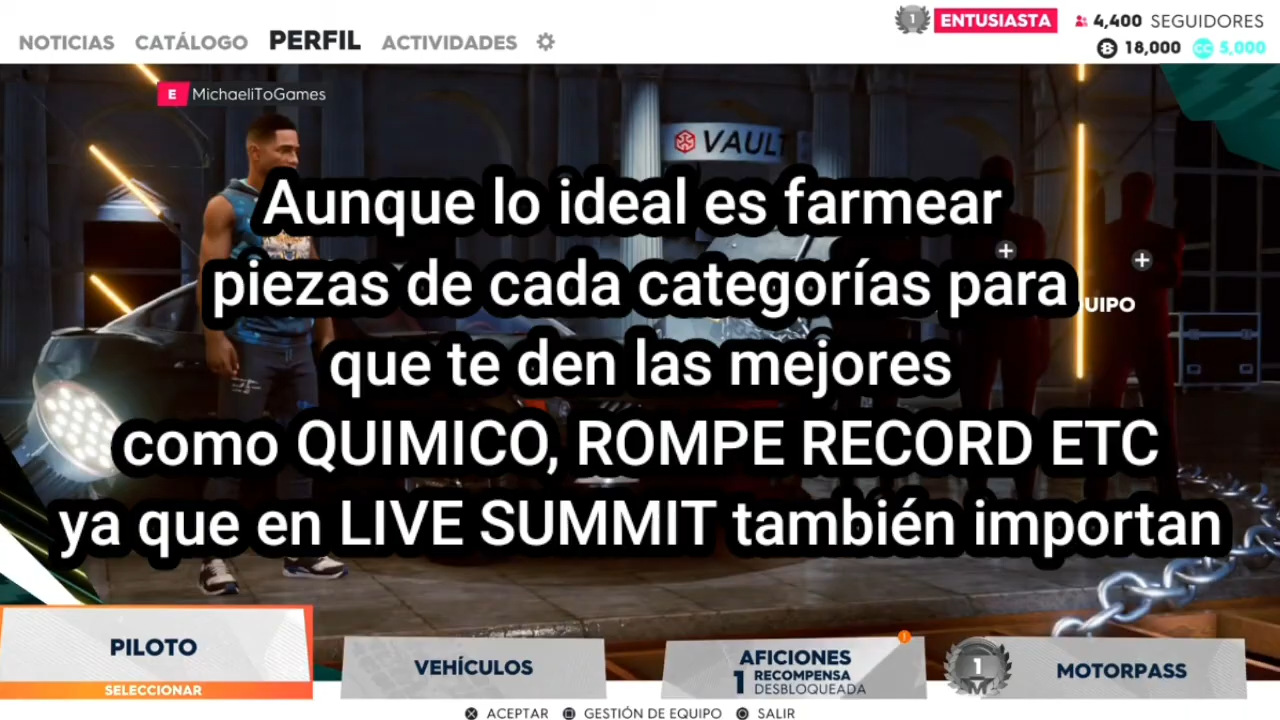 1 ENTUSIASTA 4,400 SEGUIDORES
NOTICIAS CATÁLOGO PERFIL ACTIVIDADES
18,000 CC 5,000
E MichaeliToGames
VAULT
Aunque lo ideal es farmear
piezas de cada categorías para
UIPO
que te den las mejores
como QUIMICO, ROMPE RECORD ETC
ya que en LIVE SUMMIT también importan
PILOTO
SELECCIONAR
VEHÍCULOS
AFICIONES
1 RECOMPENSA
DESBLOQUEADA
1 M
MOTORPASS
ACEPTAR GESTIÓN DE EQUIPO SALIR